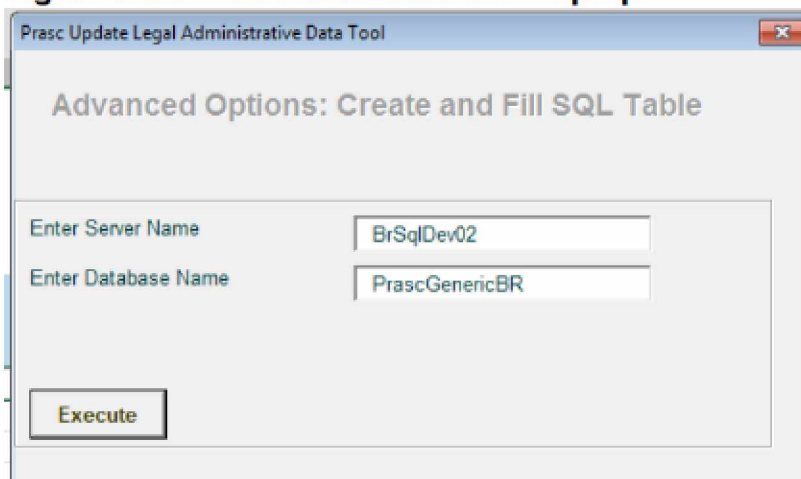 Prasc Update Legal Administrative Data Tool
Advanced Options: Create and Fill SQL Table
Enter Server Name BrSqlDev02
Enter Database Name PrascGenericBR
Execute